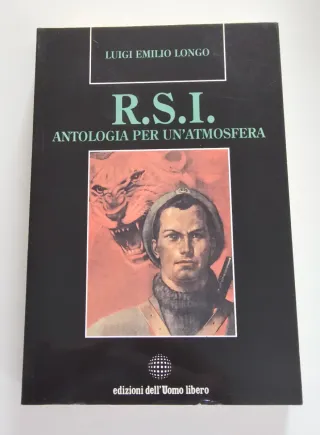 LUIGI EMILIO LONGO
R.S.I.
ANTOLOGIA PER UN'ATMOSFERA
edizioni dell'Uomo libero